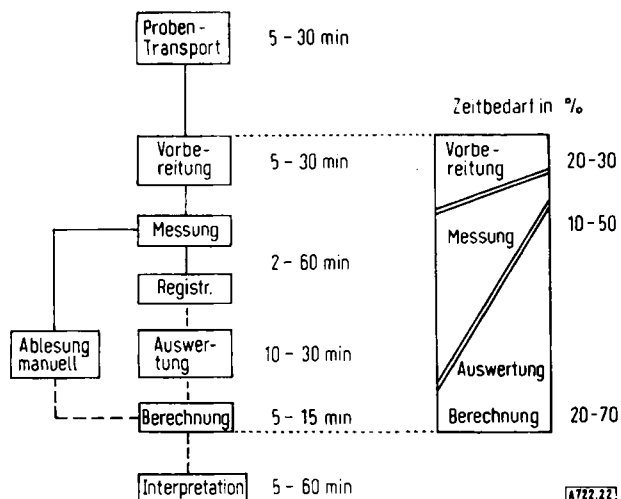 Proben-
Transport
5 - 30 min
Zeitbedarf in %
Vorbe-
reitung
5 - 30 min
Vorbe-
reitung
20-30
Messung
10-50
Messung
2 - 60 min
Registr.
Ablesung
manuell
Auswer-
tung
10 - 30 min
Auswertung
Berechnung
5 - 15 min
Berechnung
20-70
Interpretation
5 - 60 min
A722.22